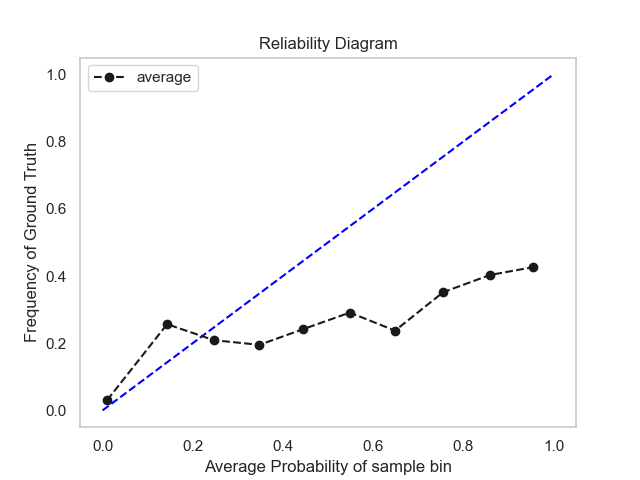 Reliability Diagram
average
1.0
0.8
0.6
0.4
0.2
0.0
Frequency of Ground Truth
0.0 0.2 0.4 0.6 0.8 1.0
Average Probability of sample bin